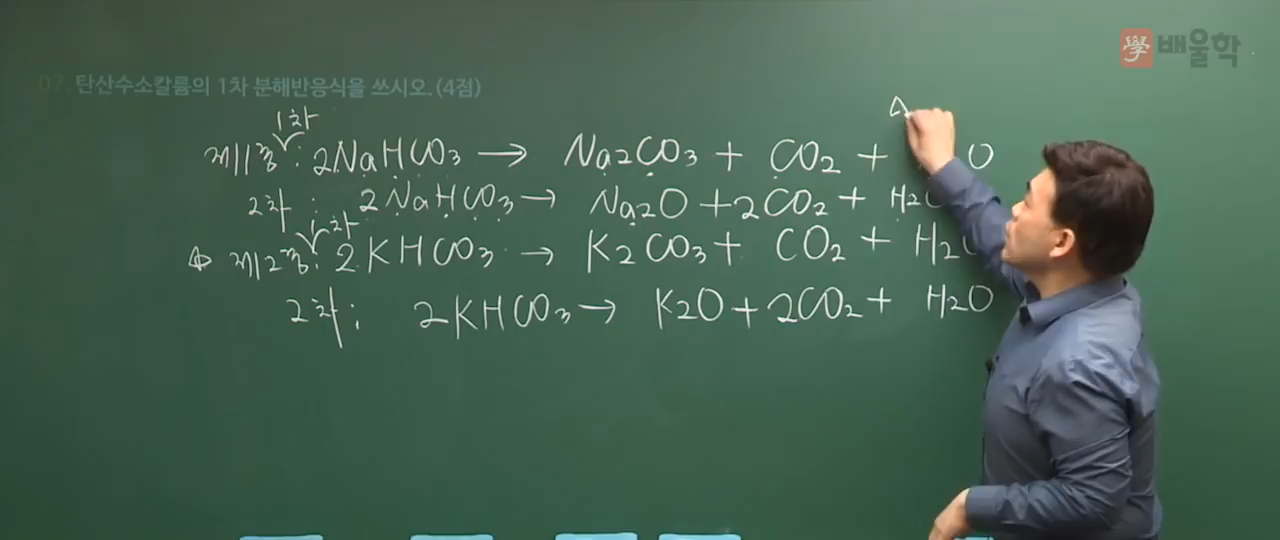 學 배울학
07. 탄산수소칼륨의 1차 분해반응식을 쓰시오. (4점)
1차
제1종 : 2NaHCO3 → Na2CO3 + CO2 + O
2차 : 2NaHCO3 → Na2O + 2CO2 + H2O
1차
제2종 : 2KHCO3 → K2CO3 + CO2 + H2O
2차 : 2KHCO3 → K2O + 2CO2 + H2O